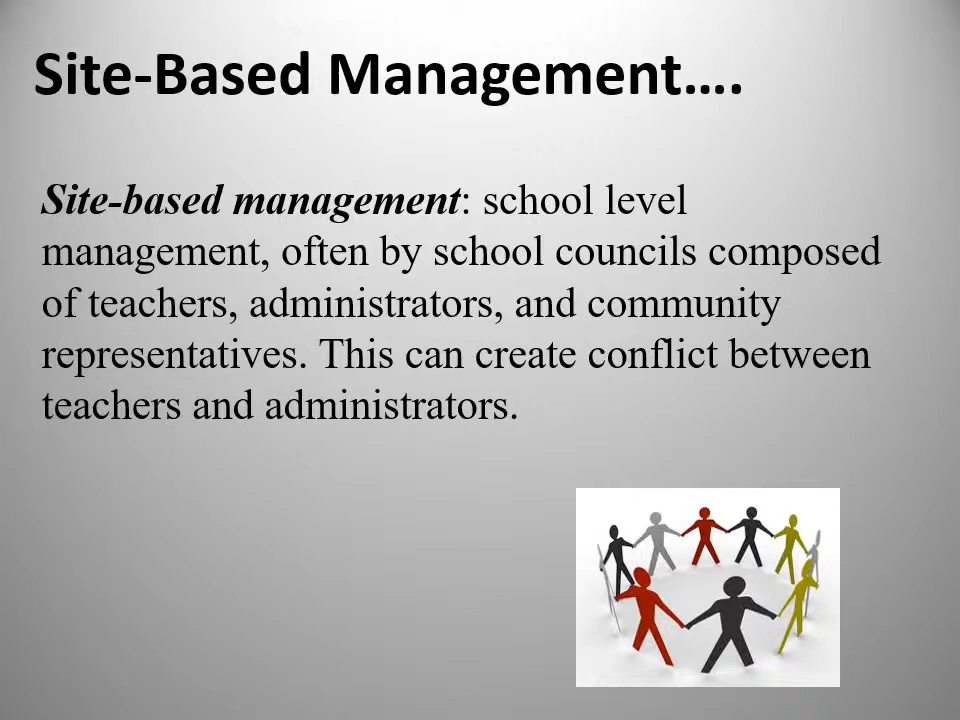 Site-Based Management….
Site-based management: school level
management, often by school councils composed
of teachers, administrators, and community
representatives. This can create conflict between
teachers and administrators.